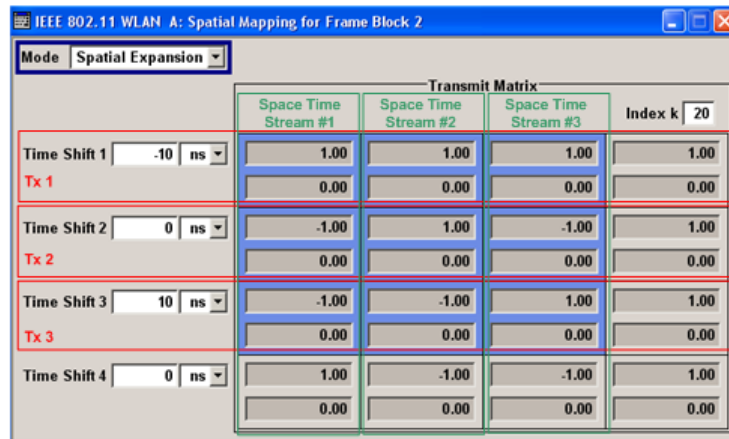 IEEE 802.11 WLAN A: Spatial Mapping for Frame Block 2
Mode Spatial Expansion
Transmit Matrix
Space Time Stream #1 Space Time Stream #2 Space Time Stream #3 Index k 20
Time Shift 1 -10 ns 1.00 1.00 1.00 1.00
Tx 1 0.00 0.00 0.00 0.00
Time Shift 2 0 ns -1.00 1.00 -1.00 1.00
Tx 2 0.00 0.00 0.00 0.00
Time Shift 3 10 ns -1.00 -1.00 1.00 1.00
Tx 3 0.00 0.00 0.00 0.00
Time Shift 4 0 ns 1.00 -1.00 -1.00 1.00
0.00 0.00 0.00 0.00